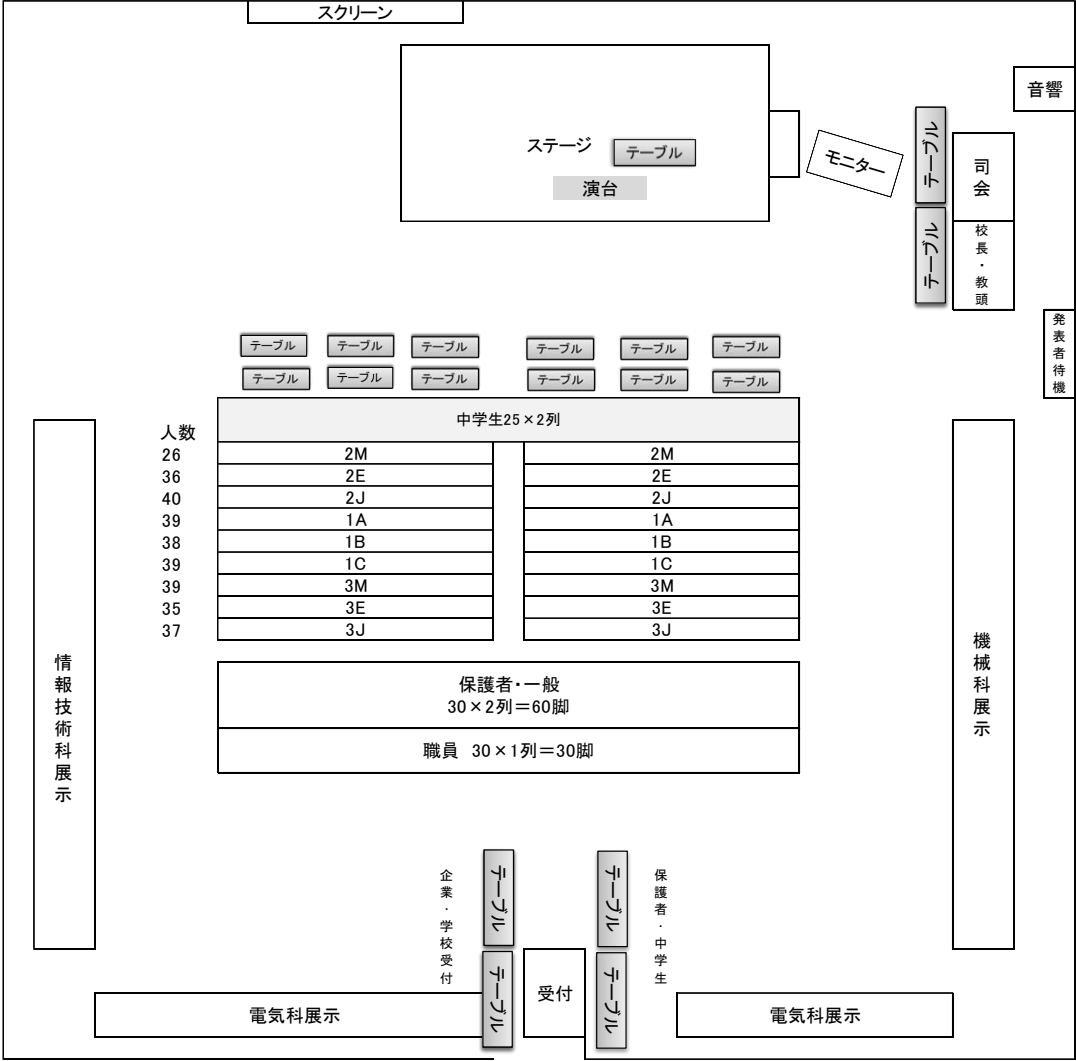 スクリーン
音響
ステージ
テーブル
演台
モニター
テーブル
司会
テーブル
校長・教頭
発表者待機
テーブル テーブル テーブル テーブル テーブル テーブル
テーブル テーブル テーブル テーブル テーブル テーブル
中学生25×2列
人数
26 2M 2M
36 2E 2E
40 2J 2J
39 1A 1A
38 1B 1B
39 1C 1C
39 3M 3M
35 3E 3E
37 3J 3J
情報技術科展示
機械科展示
保護者・一般
30×2列＝60脚
職員 30×1列＝30脚
企業・学校受付
テーブル
テーブル
保護者・中学生
テーブル
受付
テーブル
電気科展示
電気科展示